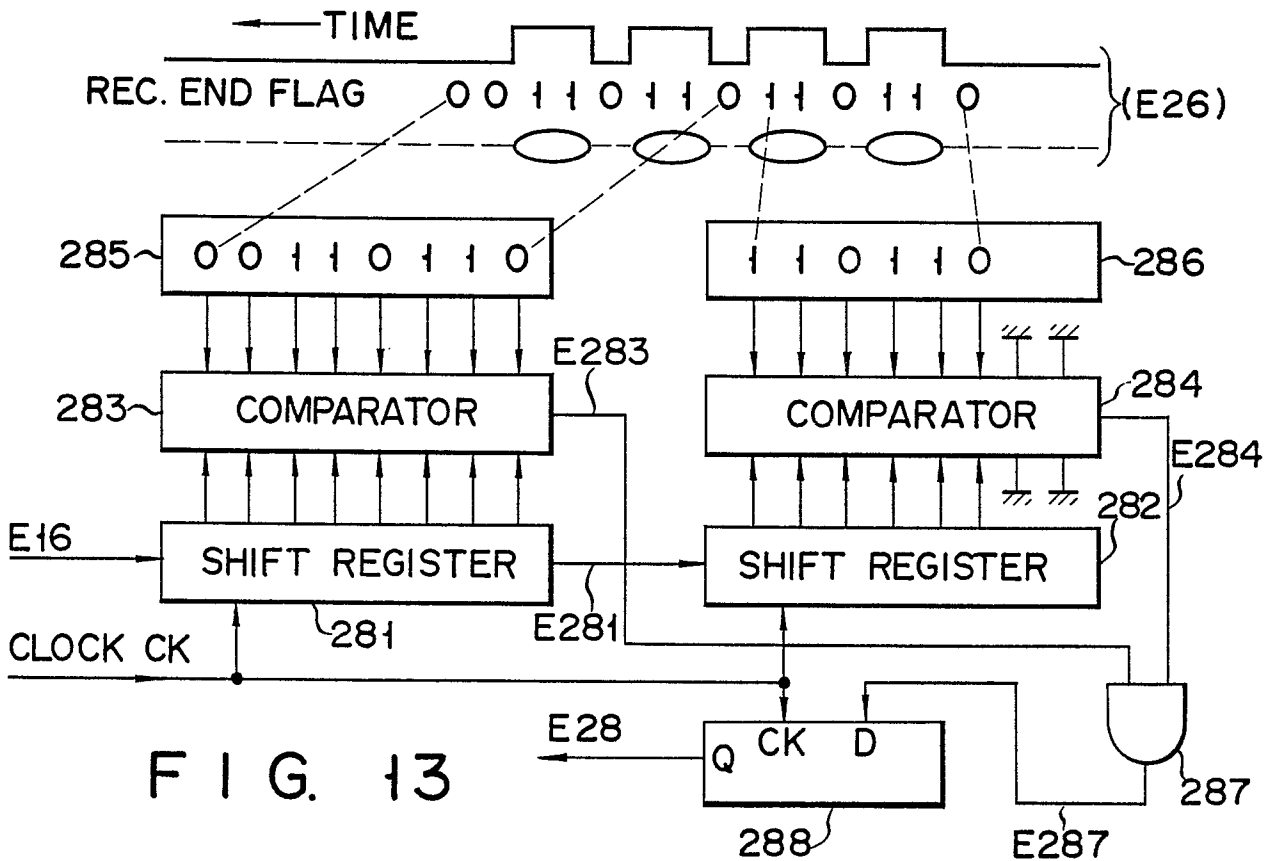 TIME
REC. END FLAG 0 0 1 1 0 1 1 0 1 1 0 1 1 0 (E26)
285 0 0 1 1 0 1 1 0
1 1 0 1 1 0 286
E283
283 COMPARATOR
COMPARATOR 284
E284
E16 SHIFT REGISTER
SHIFT REGISTER 282
281 E281
CLOCK CK
E28 Q CK D
287
288 E287
FIG. 13